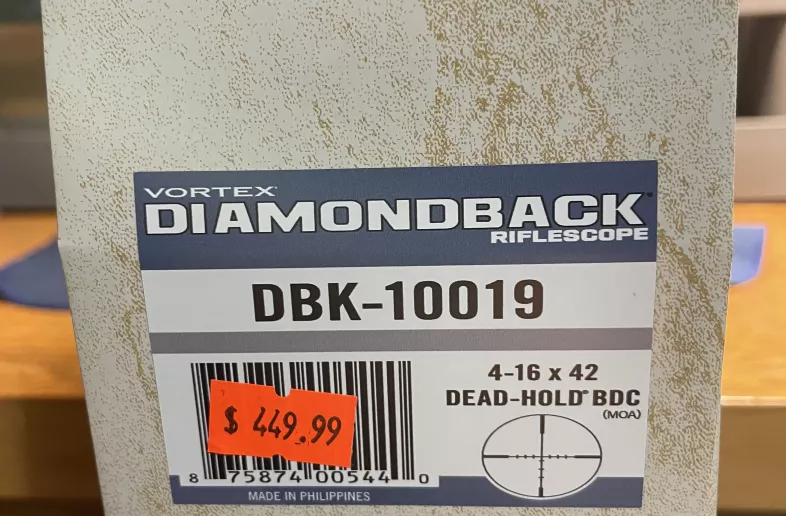 VORTEX
DIAMONDBACK
RIFLESCOPE
DBK-10019
4-16 x 42
DEAD-HOLD® BDC
(MOA)
$ 449.99
8 75874 00544 0
MADE IN PHILIPPINES